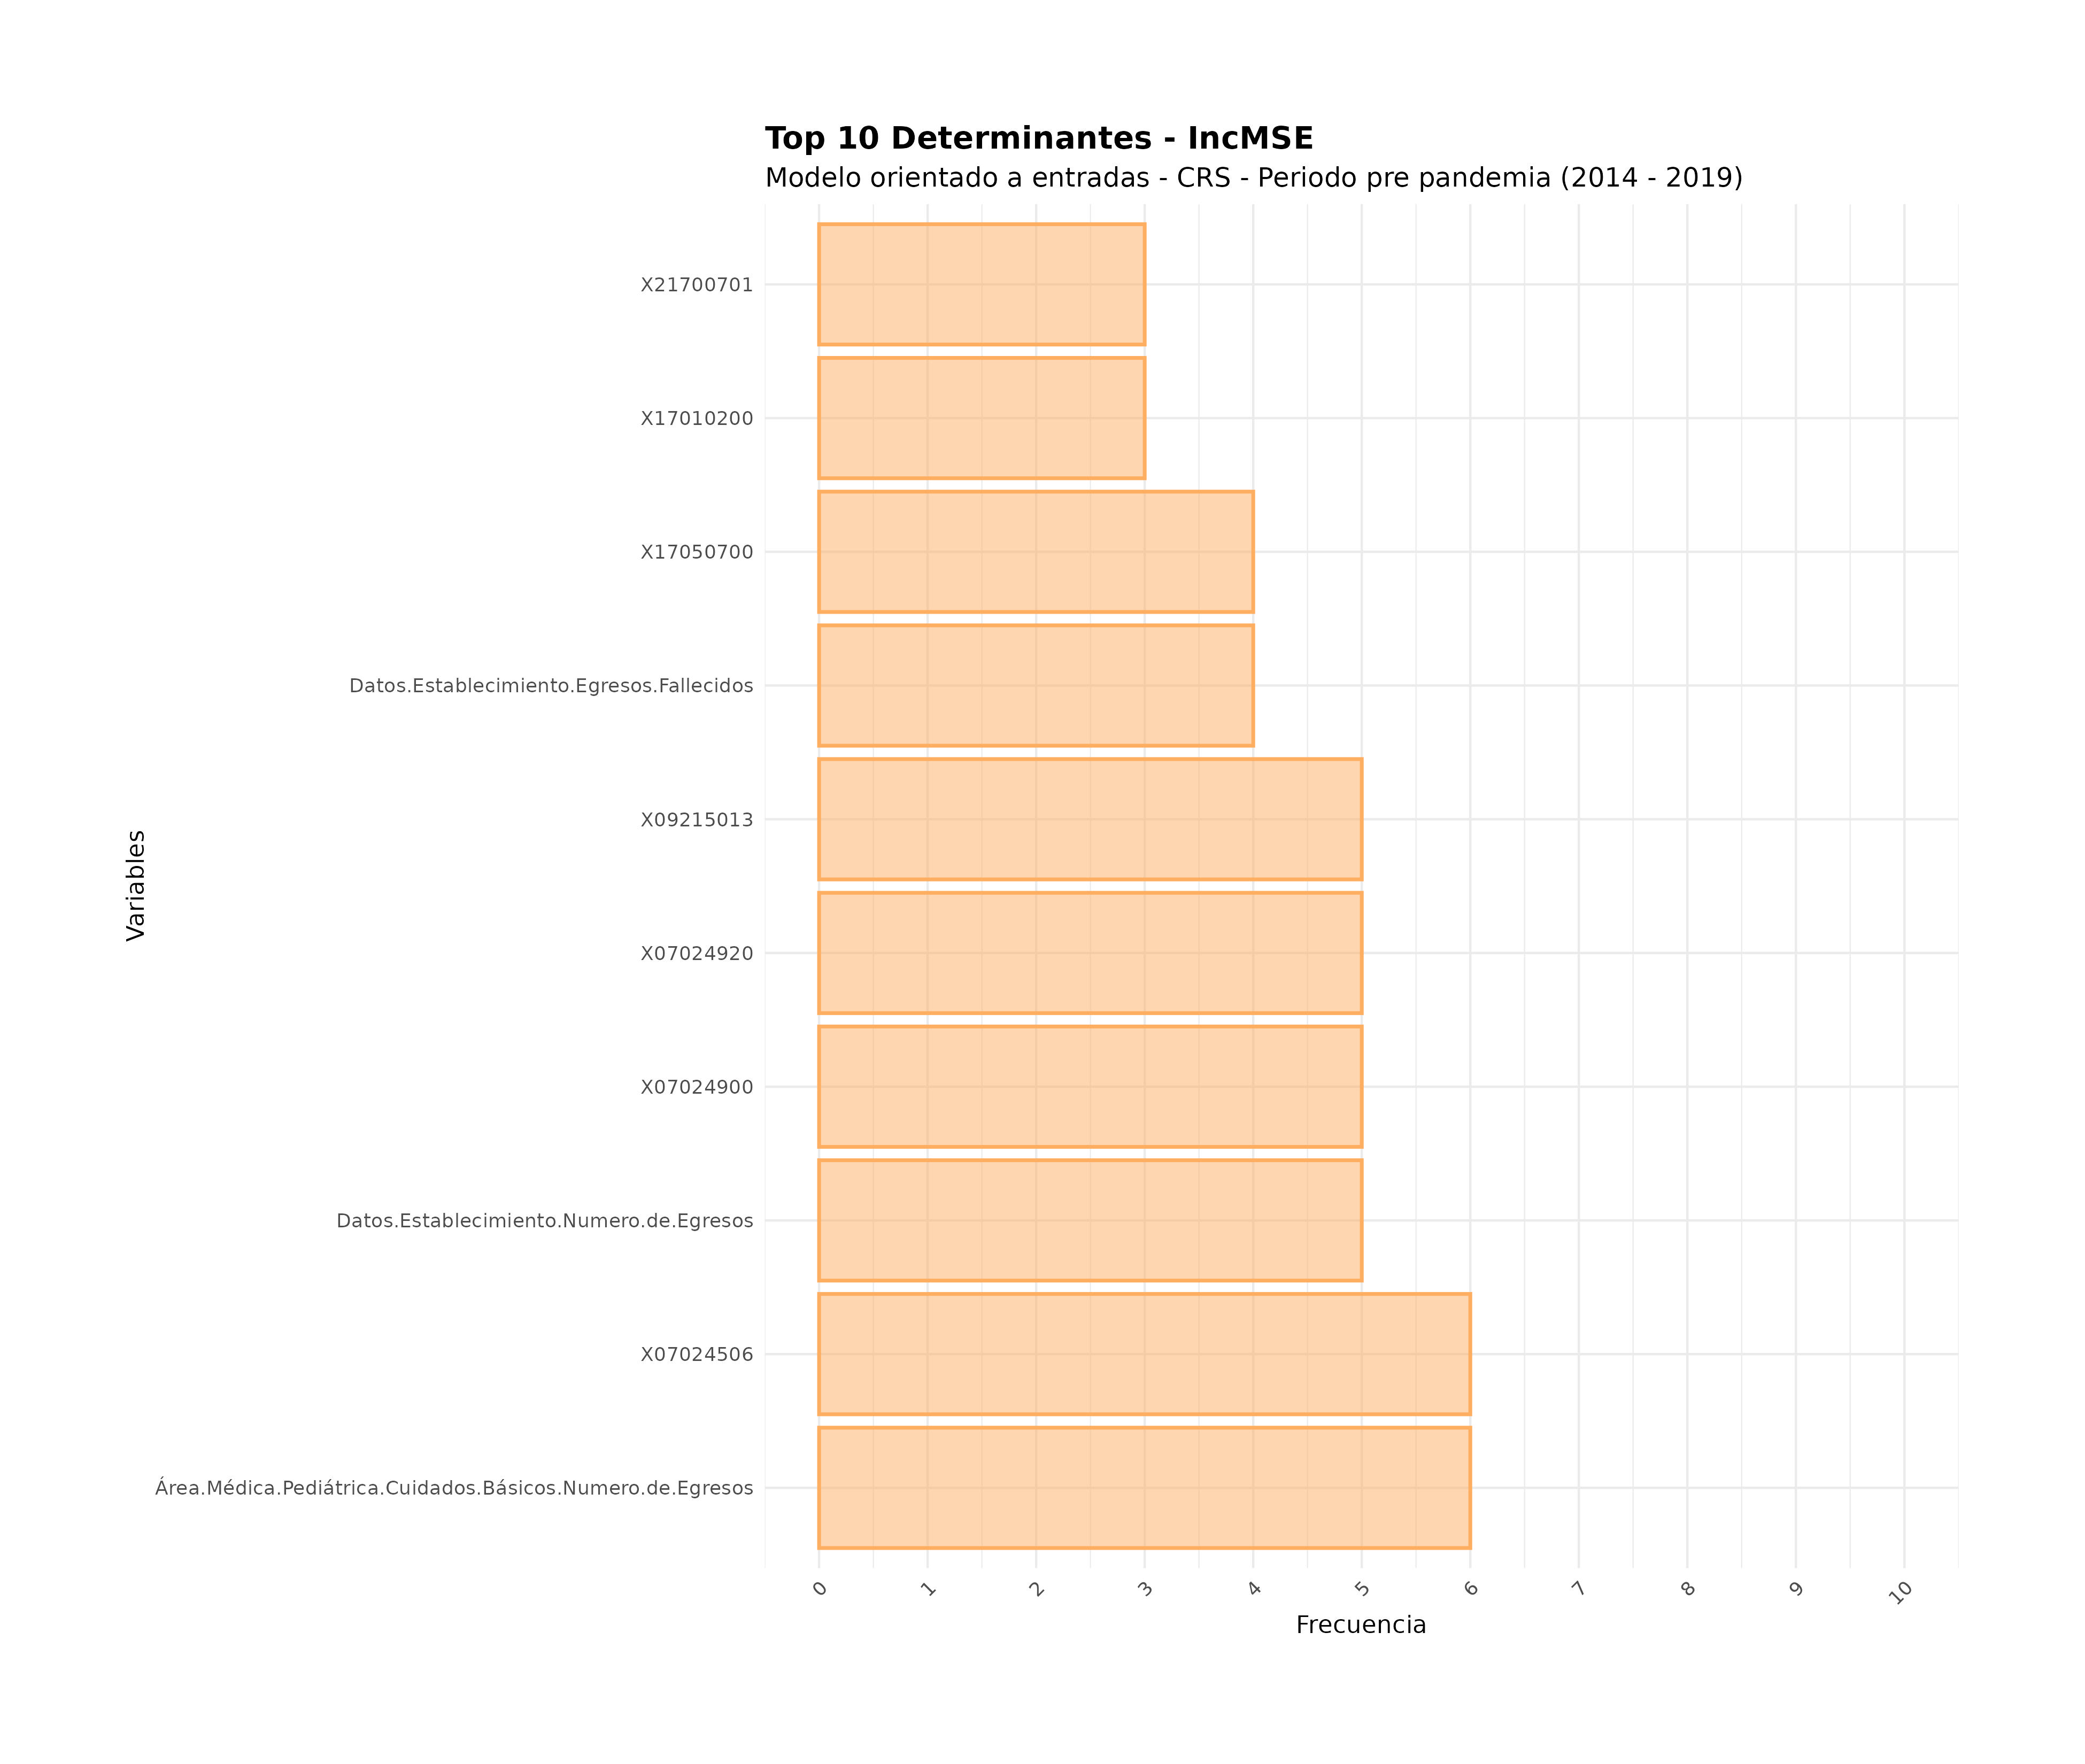 Top 10 Determinantes - IncMSE
Modelo orientado a entradas - CRS - Periodo pre pandemia (2014 - 2019)
Variables
X21700701
X17010200
X17050700
Datos.Establecimiento.Egresos.Fallecidos
X09215013
X07024920
X07024900
Datos.Establecimiento.Numero.de.Egresos
X07024506
Área.Médica.Pediátrica.Cuidados.Básicos.Numero.de.Egresos
0 1 2 3 4 5 6 7 8 9 10
Frecuencia